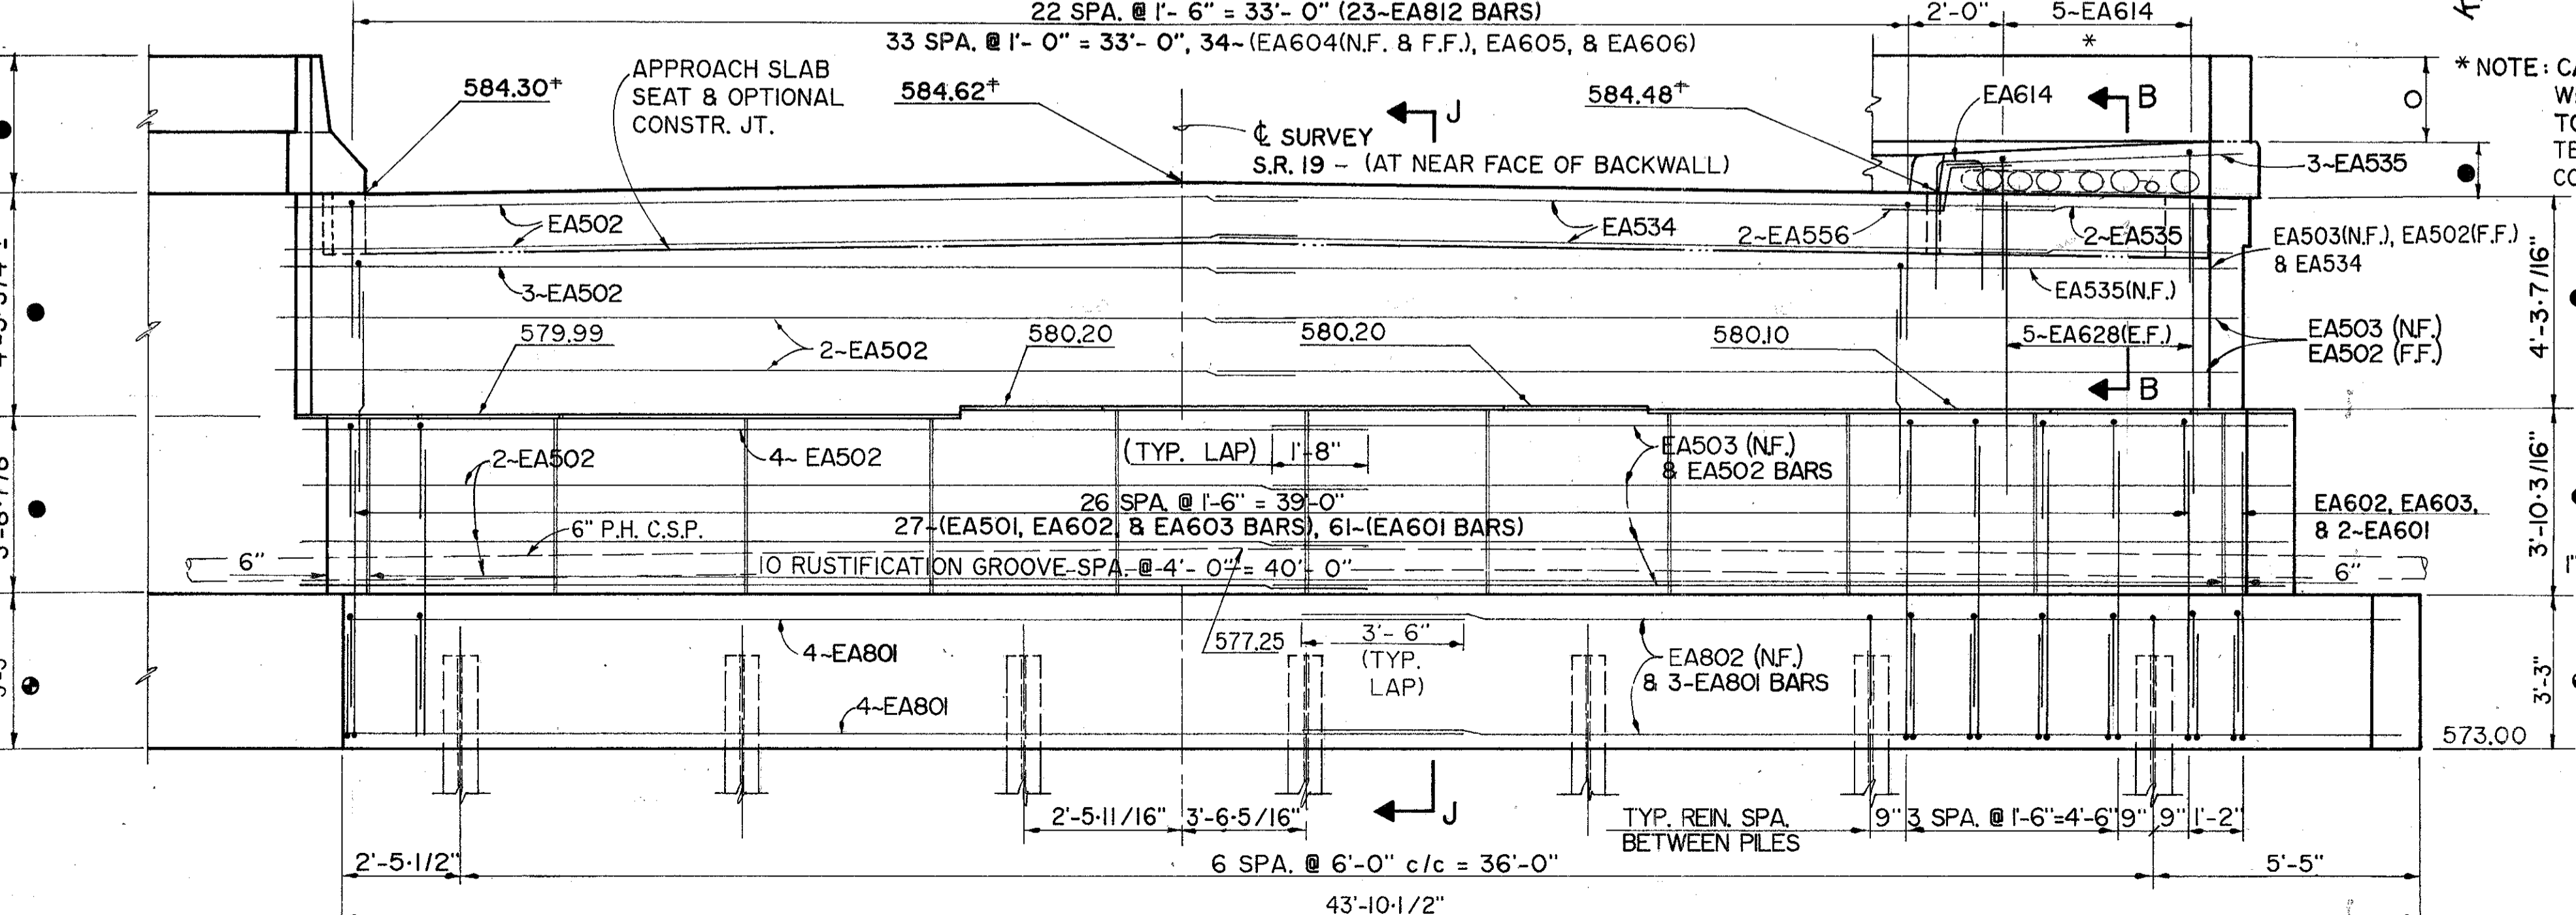 22 SPA. @ 1'- 6" = 33'- 0" (23~EA812 BARS)
2'-0"
5~EA614
33 SPA. @ 1'- 0" = 33'- 0", 34~ (EA604(N.F. & F.F.), EA605, & EA606)
*
APPROACH SLAB
SEAT & OPTIONAL
CONSTR. JT.
584.30‡
584.62‡
584.48‡
EA614
J
B
℄ SURVEY
S.R. 19 - (AT NEAR FACE OF BACKWALL)
* NOTE:
3~EA535
EA502
EA534
2~EA556
2~EA535
EA503(N.F.), EA502(F.F.)
& EA534
3~EA502
EA535(N.F.)
579.99
580.20
580.20
580.10
2~EA502
5~EA628(E.F.)
EA503 (N.F.)
EA502 (F.F.)
4'-3-7/16"
B
2~EA502
4~ EA502
(TYP. LAP)
1'-8"
EA503 (N.F.)
& EA502 BARS
26 SPA. @ 1'-6" = 39'-0"
27~(EA501, EA602, & EA603 BARS), 61~(EA601 BARS)
EA602, EA603,
& 2~EA601
3'-10-3/16"
6" P.H. C.S.P.
6"
10 RUSTIFICATION GROOVE SPA. @ 4'- 0" = 40'- 0"
6"
4~EA801
577.25
3'- 6"
(TYP.
LAP)
EA802 (N.F.)
& 3-EA801 BARS
4~EA801
3'-3"
573.00
J
2'-5-11/16"
3'-6-5/16"
TYP. REIN. SPA.
BETWEEN PILES
9"
3 SPA. @ 1'-6"=4'-6"
9"
9"
1'-2"
2'-5-1/2"
6 SPA. @ 6'-0" c/c = 36'-0"
5'-5"
43'-10-1/2"